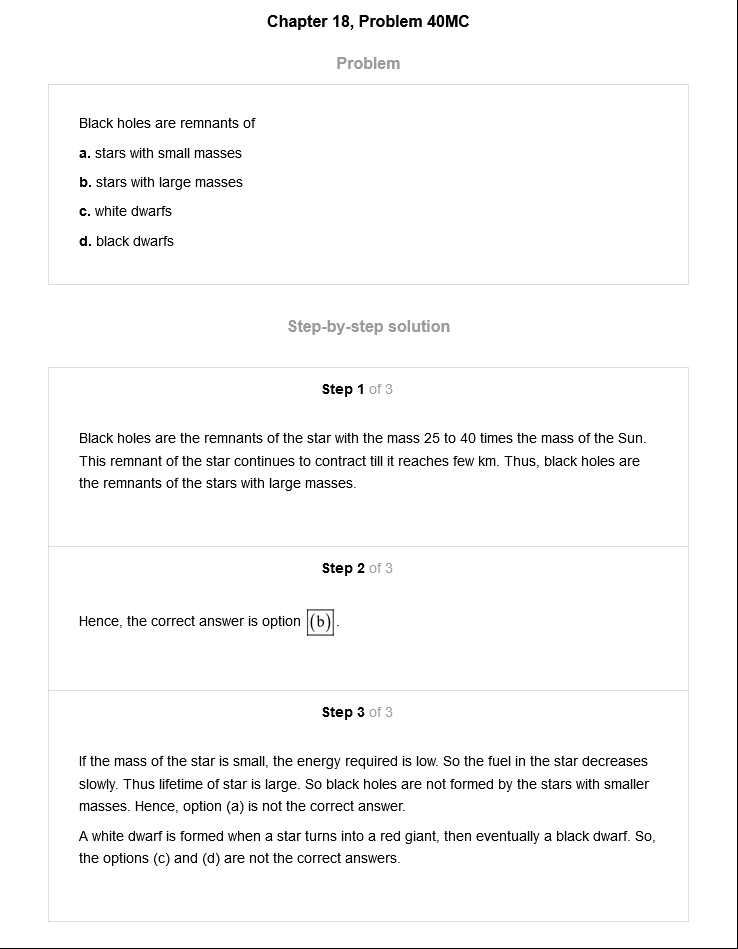 Chapter 18, Problem 40MC
Problem
Black holes are remnants of
a. stars with small masses
b. stars with large masses
c. white dwarfs
d. black dwarfs
Step-by-step solution
Step 1 of 3
Black holes are the remnants of the star with the mass 25 to 40 times the mass of the Sun.
This remnant of the star continues to contract till it reaches few km. Thus, black holes are
the remnants of the stars with large masses.
Step 2 of 3
Hence, the correct answer is option (b).
Step 3 of 3
If the mass of the star is small, the energy required is low. So the fuel in the star decreases
slowly. Thus lifetime of star is large. So black holes are not formed by the stars with smaller
masses. Hence, option (a) is not the correct answer.
A white dwarf is formed when a star turns into a red giant, then eventually a black dwarf. So,
the options (c) and (d) are not the correct answers.